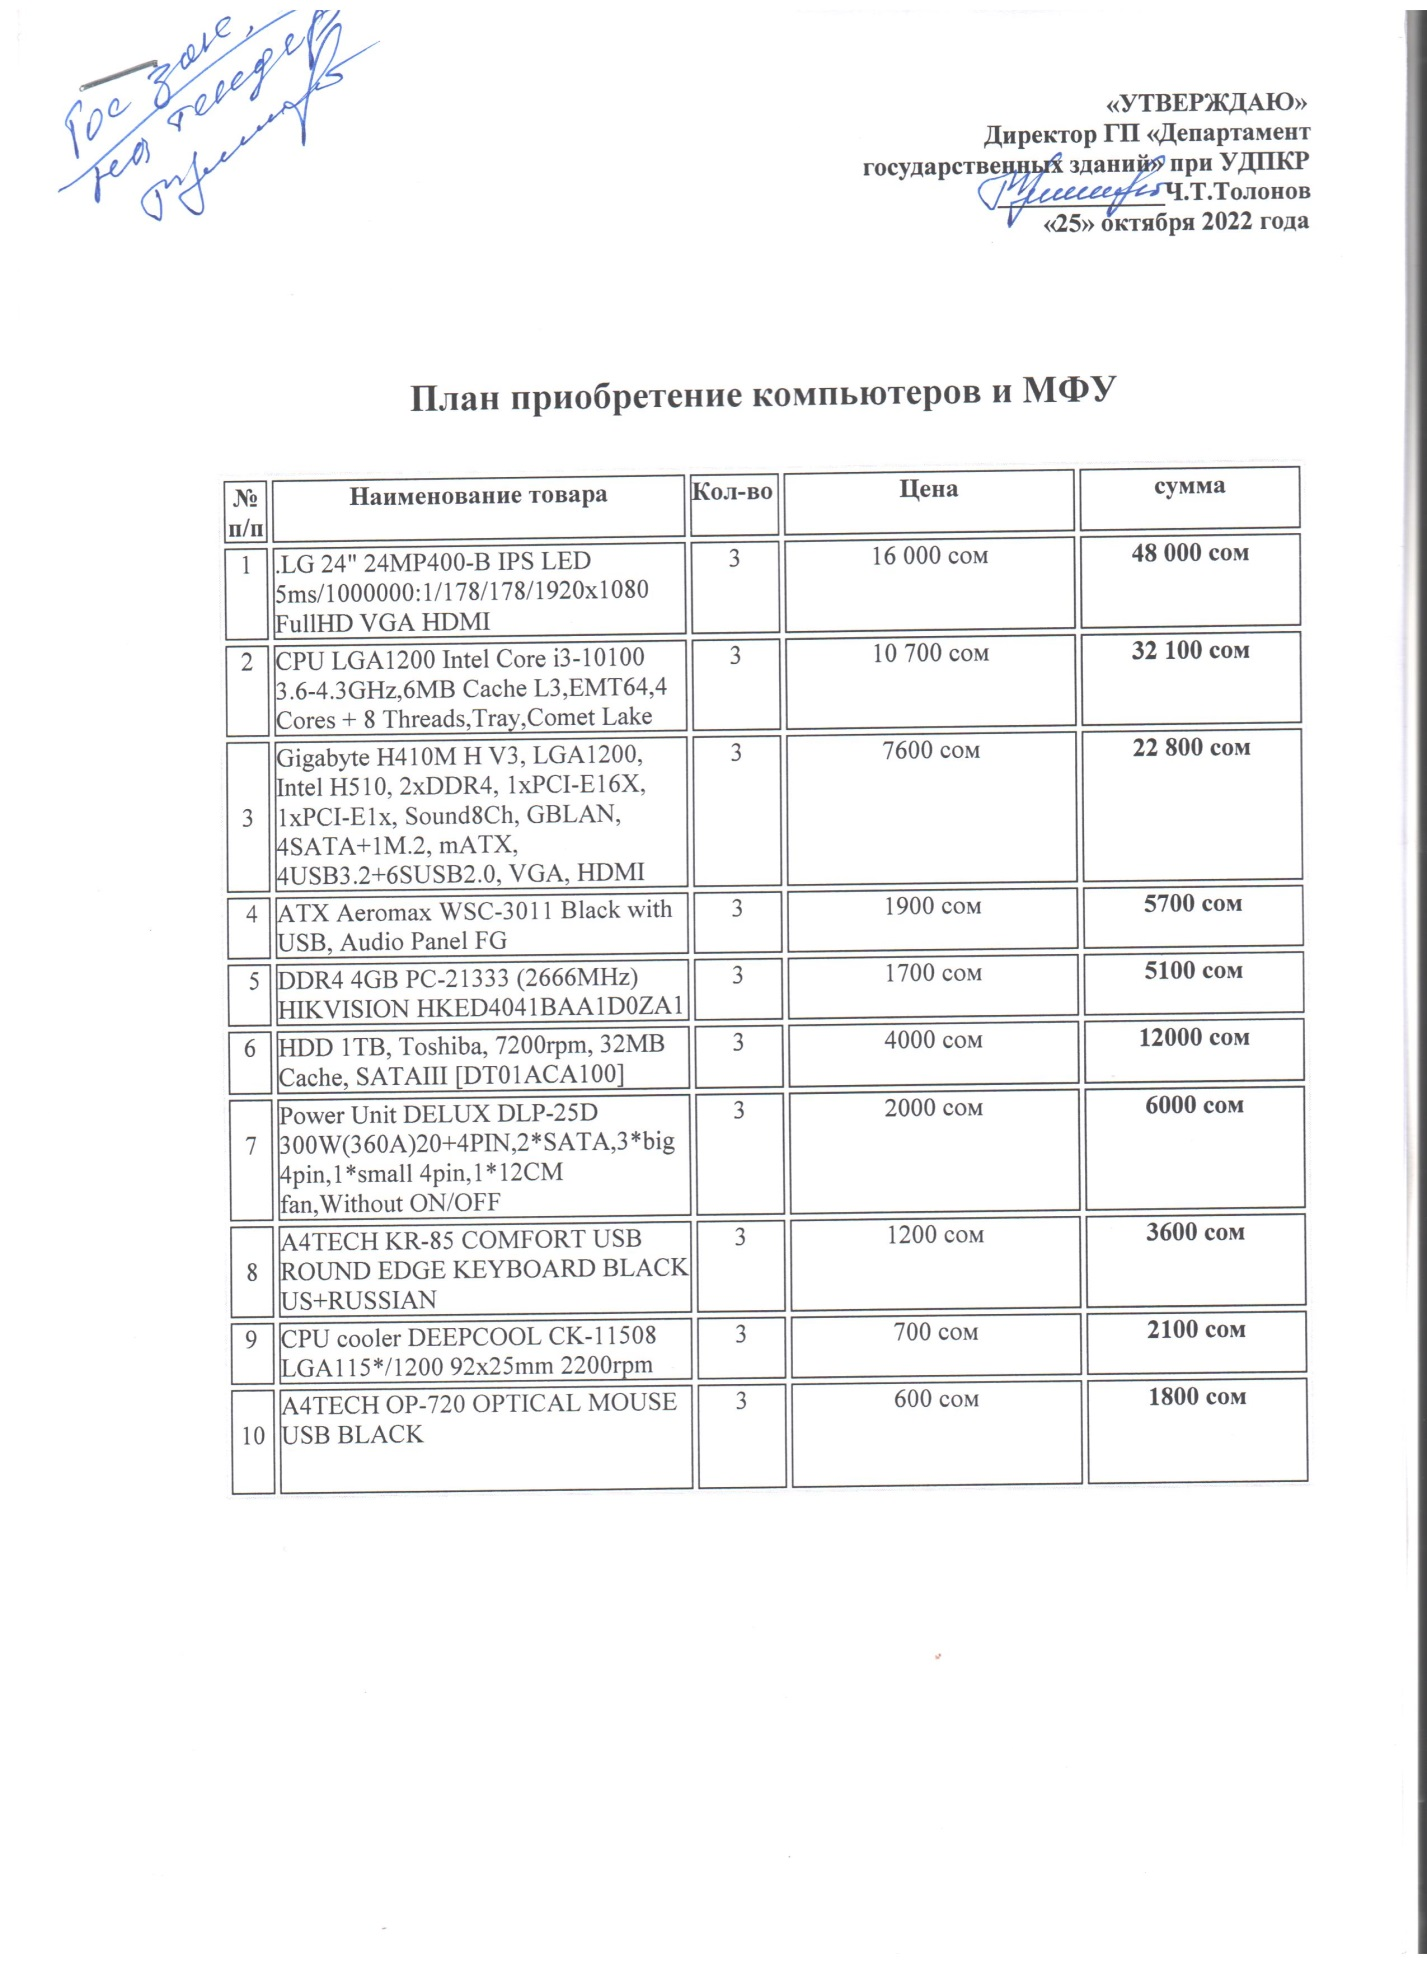 Гос зак.
на тендер
«УТВЕРЖДАЮ»
Директор ГП «Департамент
государственных зданий» при УДПКР
Ч.Т.Толонов
«25» октября 2022 года
План приобретение компьютеров и МФУ
№ п/п Наименование товара Кол-во Цена сумма
1 .LG 24" 24MP400-B IPS LED 3 16 000 сом 48 000 сом
5ms/1000000:1/178/178/1920x1080
FullHD VGA HDMI
2 CPU LGA1200 Intel Core i3-10100 3 10 700 сом 32 100 сом
3.6-4.3GHz,6MB Cache L3,EMT64,4
Cores + 8 Threads,Tray,Comet Lake
3 Gigabyte H410M H V3, LGA1200, 3 7600 сом 22 800 сом
Intel H510, 2xDDR4, 1xPCI-E16X,
1xPCI-E1x, Sound8Ch, GBLAN,
4SATA+1M.2, mATX,
4USB3.2+6SUSB2.0, VGA, HDMI
4 ATX Aeromax WSC-3011 Black with 3 1900 сом 5700 сом
USB, Audio Panel FG
5 DDR4 4GB PC-21333 (2666MHz) 3 1700 сом 5100 сом
HIKVISION HKED4041BAA1D0ZA1
6 HDD 1TB, Toshiba, 7200rpm, 32MB 3 4000 сом 12000 сом
Cache, SATAIII [DT01ACA100]
7 Power Unit DELUX DLP-25D 3 2000 сом 6000 сом
300W(360A)20+4PIN,2*SATA,3*big
4pin,1*small 4pin,1*12CM
fan,Without ON/OFF
8 A4TECH KR-85 COMFORT USB 3 1200 сом 3600 сом
ROUND EDGE KEYBOARD BLACK
US+RUSSIAN
9 CPU cooler DEEPCOOL CK-11508 3 700 сом 2100 сом
LGA115*/1200 92x25mm 2200rpm
10 A4TECH OP-720 OPTICAL MOUSE 3 600 сом 1800 сом
USB BLACK